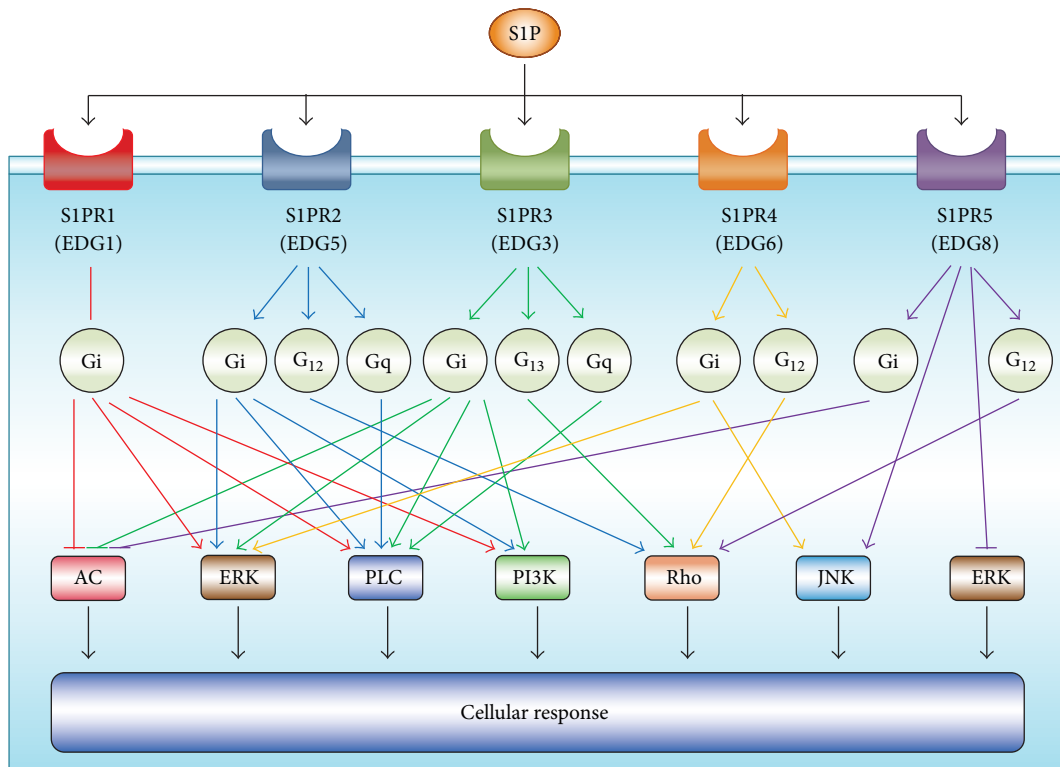 S1P
S1PR1
(EDG1)
S1PR2
(EDG5)
S1PR3
(EDG3)
S1PR4
(EDG6)
S1PR5
(EDG8)
Gi
Gi
G₁₂
Gq
Gi
G₁₃
Gq
Gi
G₁₂
Gi
G₁₂
AC
ERK
PLC
PI3K
Rho
JNK
ERK
Cellular response